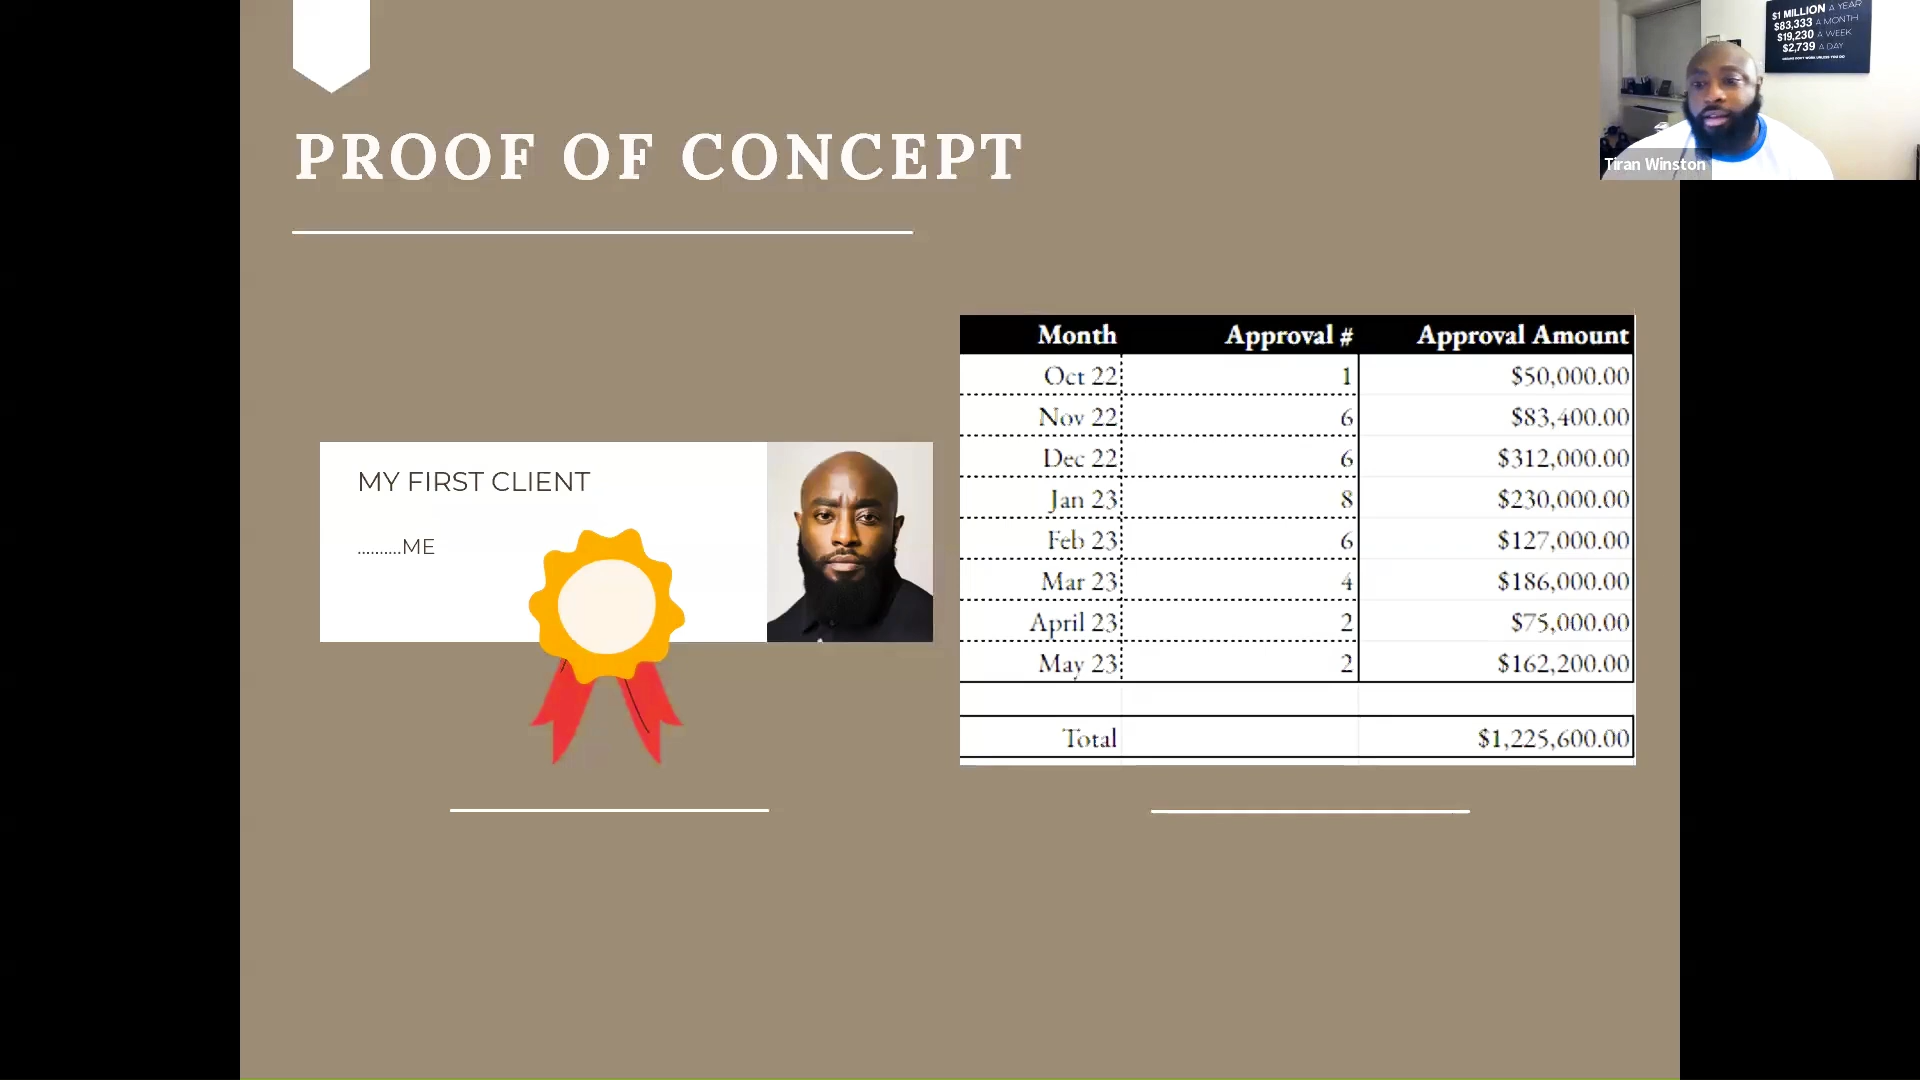 $1 MILLION A YEAR
$83,333 A MONTH
$19,230 A WEEK
$2,739 A DAY
Tiran Winston
PROOF OF CONCEPT
MY FIRST CLIENT
..........ME
Month Approval # Approval Amount
Oct 22 1 $50,000.00
Nov 22 6 $83,400.00
Dec 22 6 $312,000.00
Jan 23 8 $230,000.00
Feb 23 6 $127,000.00
Mar 23 4 $186,000.00
April 23 2 $75,000.00
May 23 2 $162,200.00
Total $1,225,600.00